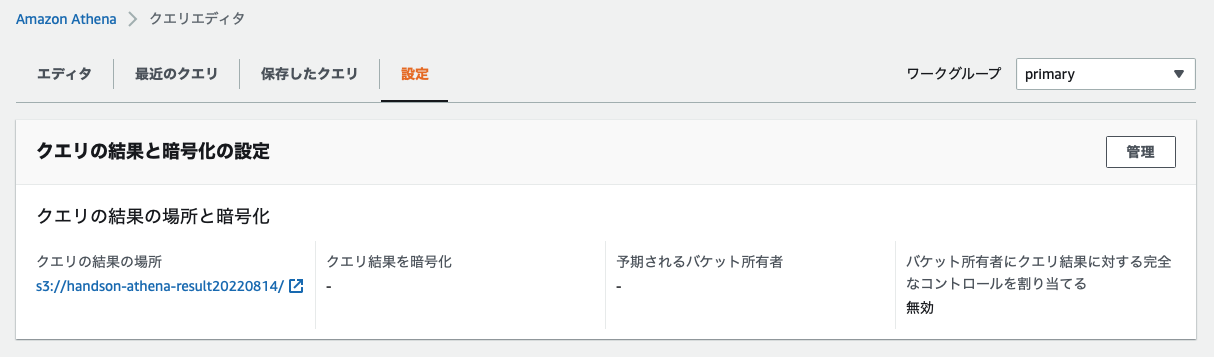 Amazon Athena > クエリエディタ
エディタ 最近のクエリ 保存したクエリ 設定 ワークグループ primary
クエリの結果と暗号化の設定 管理
クエリの結果の場所と暗号化
クエリの結果の場所
s3://handson-athena-result20220814/
クエリ結果を暗号化
-
予期されるバケット所有者
-
バケット所有者にクエリ結果に対する完全
なコントロールを割り当てる
無効